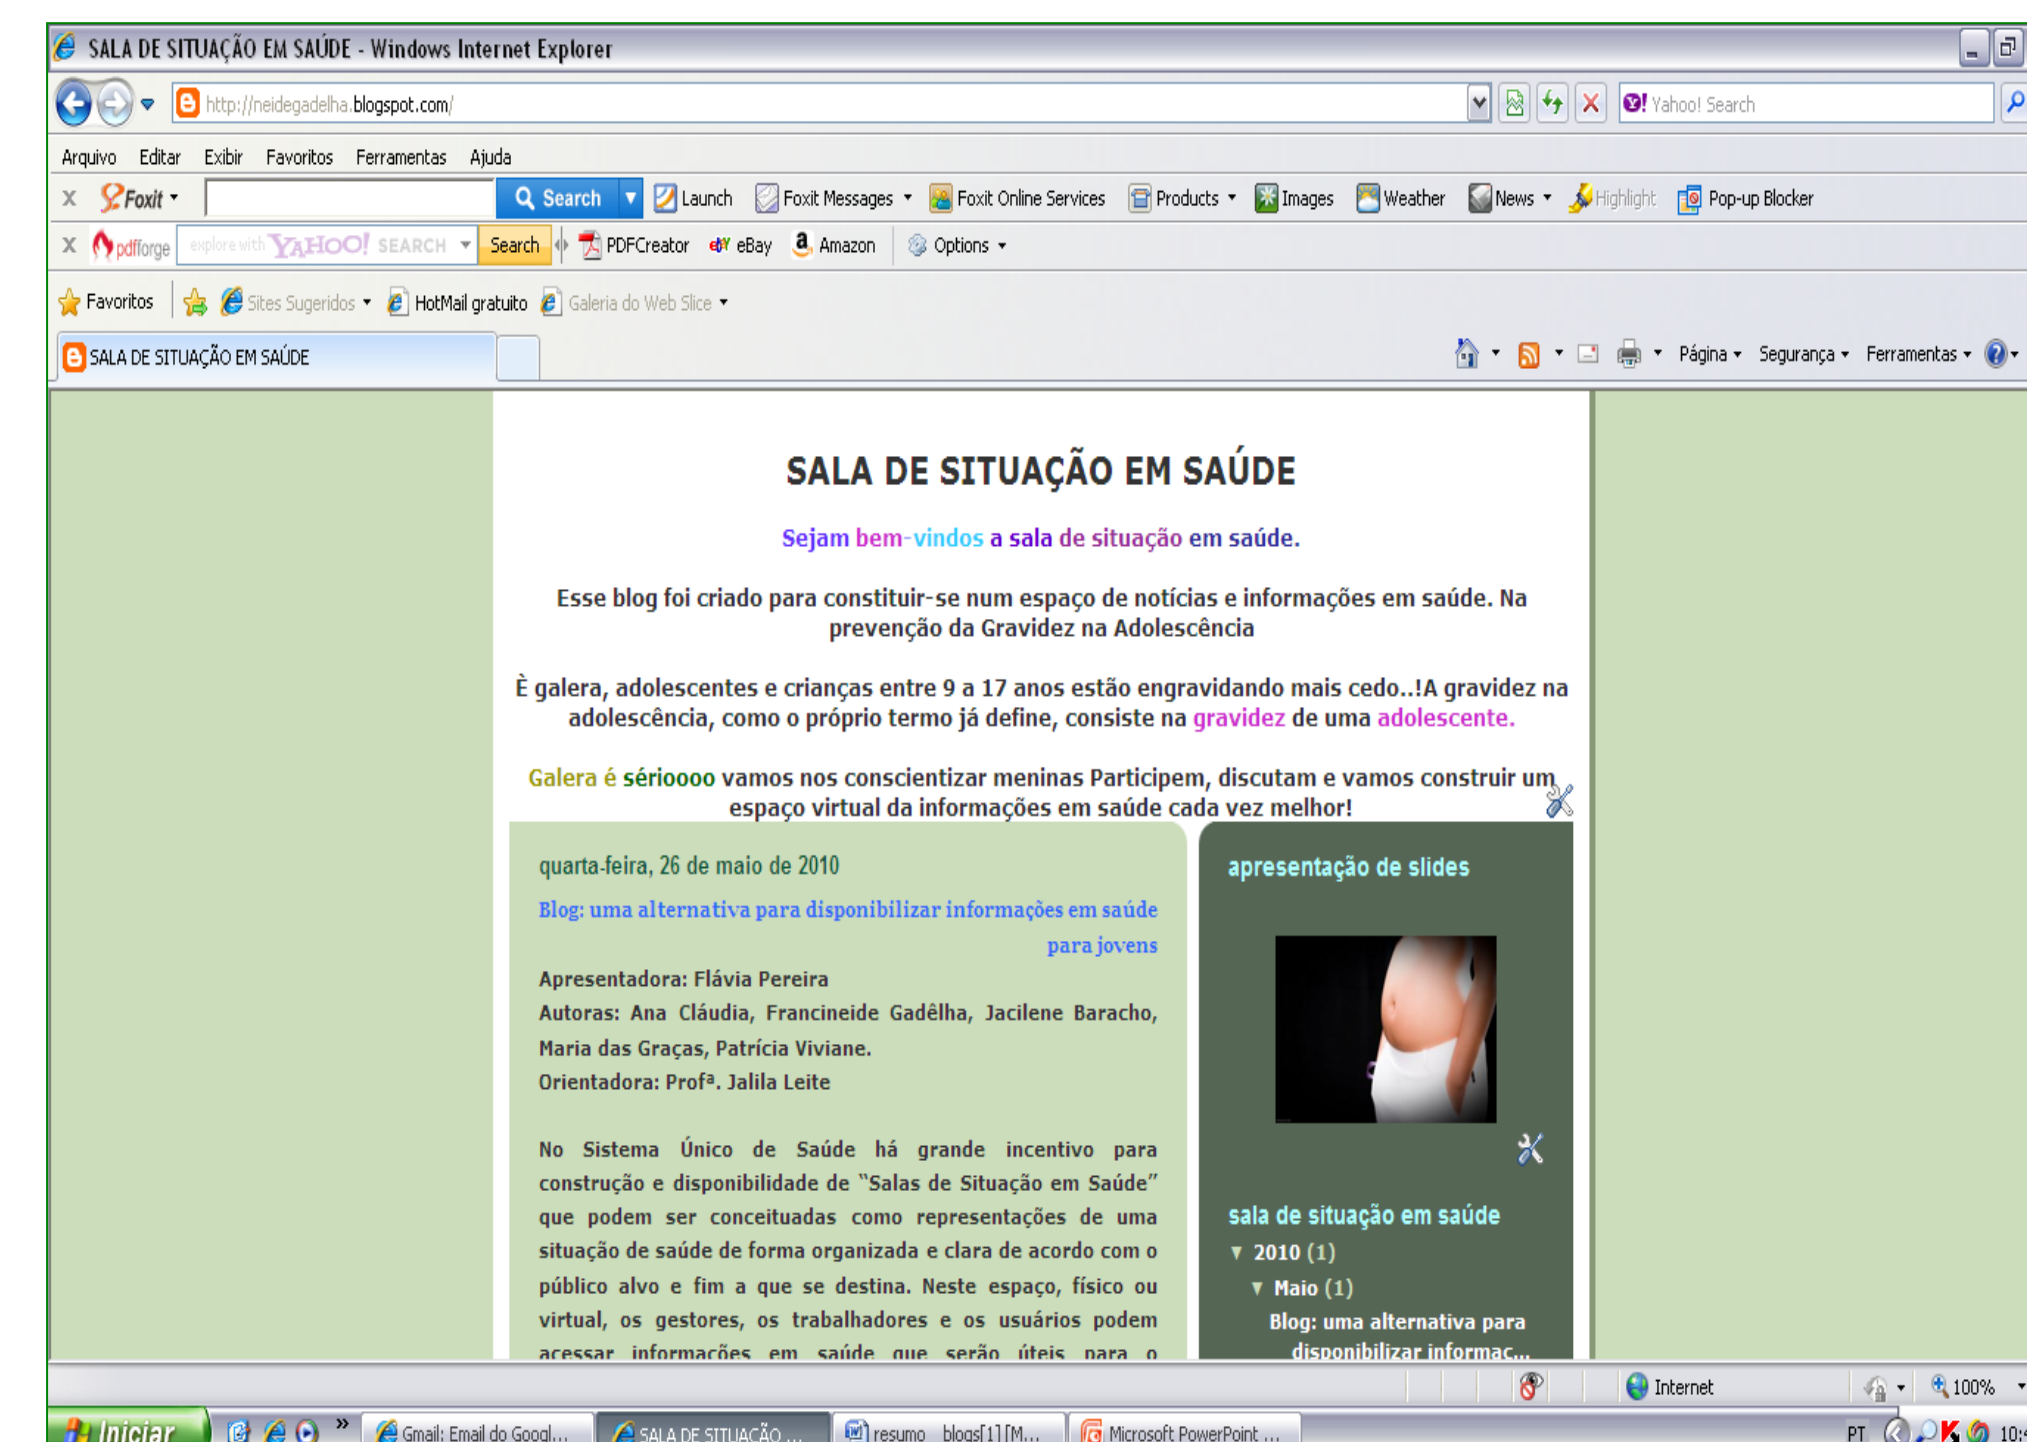 SALA DE SITUAÇÃO EM SAÚDE - Windows Internet Explorer
http://neidegadelha.blogspot.com/
Yahoo! Search
Arquivo Editar Exibir Favoritos Ferramentas Ajuda
x Foxit Search Launch Foxit Messages Foxit Online Services Products Images Weather News Highlight Pop-up Blocker
x pdfforge explore with YAHOO! SEARCH Search PDFCreator eBay Amazon Options
Favoritos Sites Sugeridos HotMail gratuito Galeria do Web Slice
SALA DE SITUAÇÃO EM SAÚDE
Página Segurança Ferramentas
SALA DE SITUAÇÃO EM SAÚDE
Sejam bem-vindos a sala de situação em saúde.
Esse blog foi criado para constituir-se num espaço de notícias e informações em saúde. Na
prevenção da Gravidez na Adolescência
È galera, adolescentes e crianças entre 9 a 17 anos estão engravidando mais cedo..!A gravidez na
adolescência, como o próprio termo já define, consiste na gravidez de uma adolescente.
Galera é sérioooo vamos nos conscientizar meninas Participem, discutam e vamos construir um
espaço virtual da informações em saúde cada vez melhor!
quarta-feira, 26 de maio de 2010
Blog: uma alternativa para disponibilizar informações em saúde
para jovens
Apresentadora: Flávia Pereira
Autoras: Ana Cláudia, Francineide Gadêlha, Jacilene Baracho,
Maria das Graças, Patrícia Viviane.
Orientadora: Profª. Jalila Leite
No Sistema Único de Saúde há grande incentivo para
construção e disponibilidade de “Salas de Situação em Saúde”
que podem ser conceituadas como representações de uma
situação de saúde de forma organizada e clara de acordo com o
público alvo e fim a que se destina. Neste espaço, físico ou
virtual, os gestores, os trabalhadores e os usuários podem
acessar informações em saúde que serão úteis para o
apresentação de slides
sala de situação em saúde
▼ 2010 (1)
▼ Maio (1)
Blog: uma alternativa para
disponibilizar informaç...
Internet
100%
Iniciar
Gmail: Email do Googl...
SALA DE SITUAÇÃO ...
resumo_blogs[1] [M...
Microsoft PowerPoint ...
PT